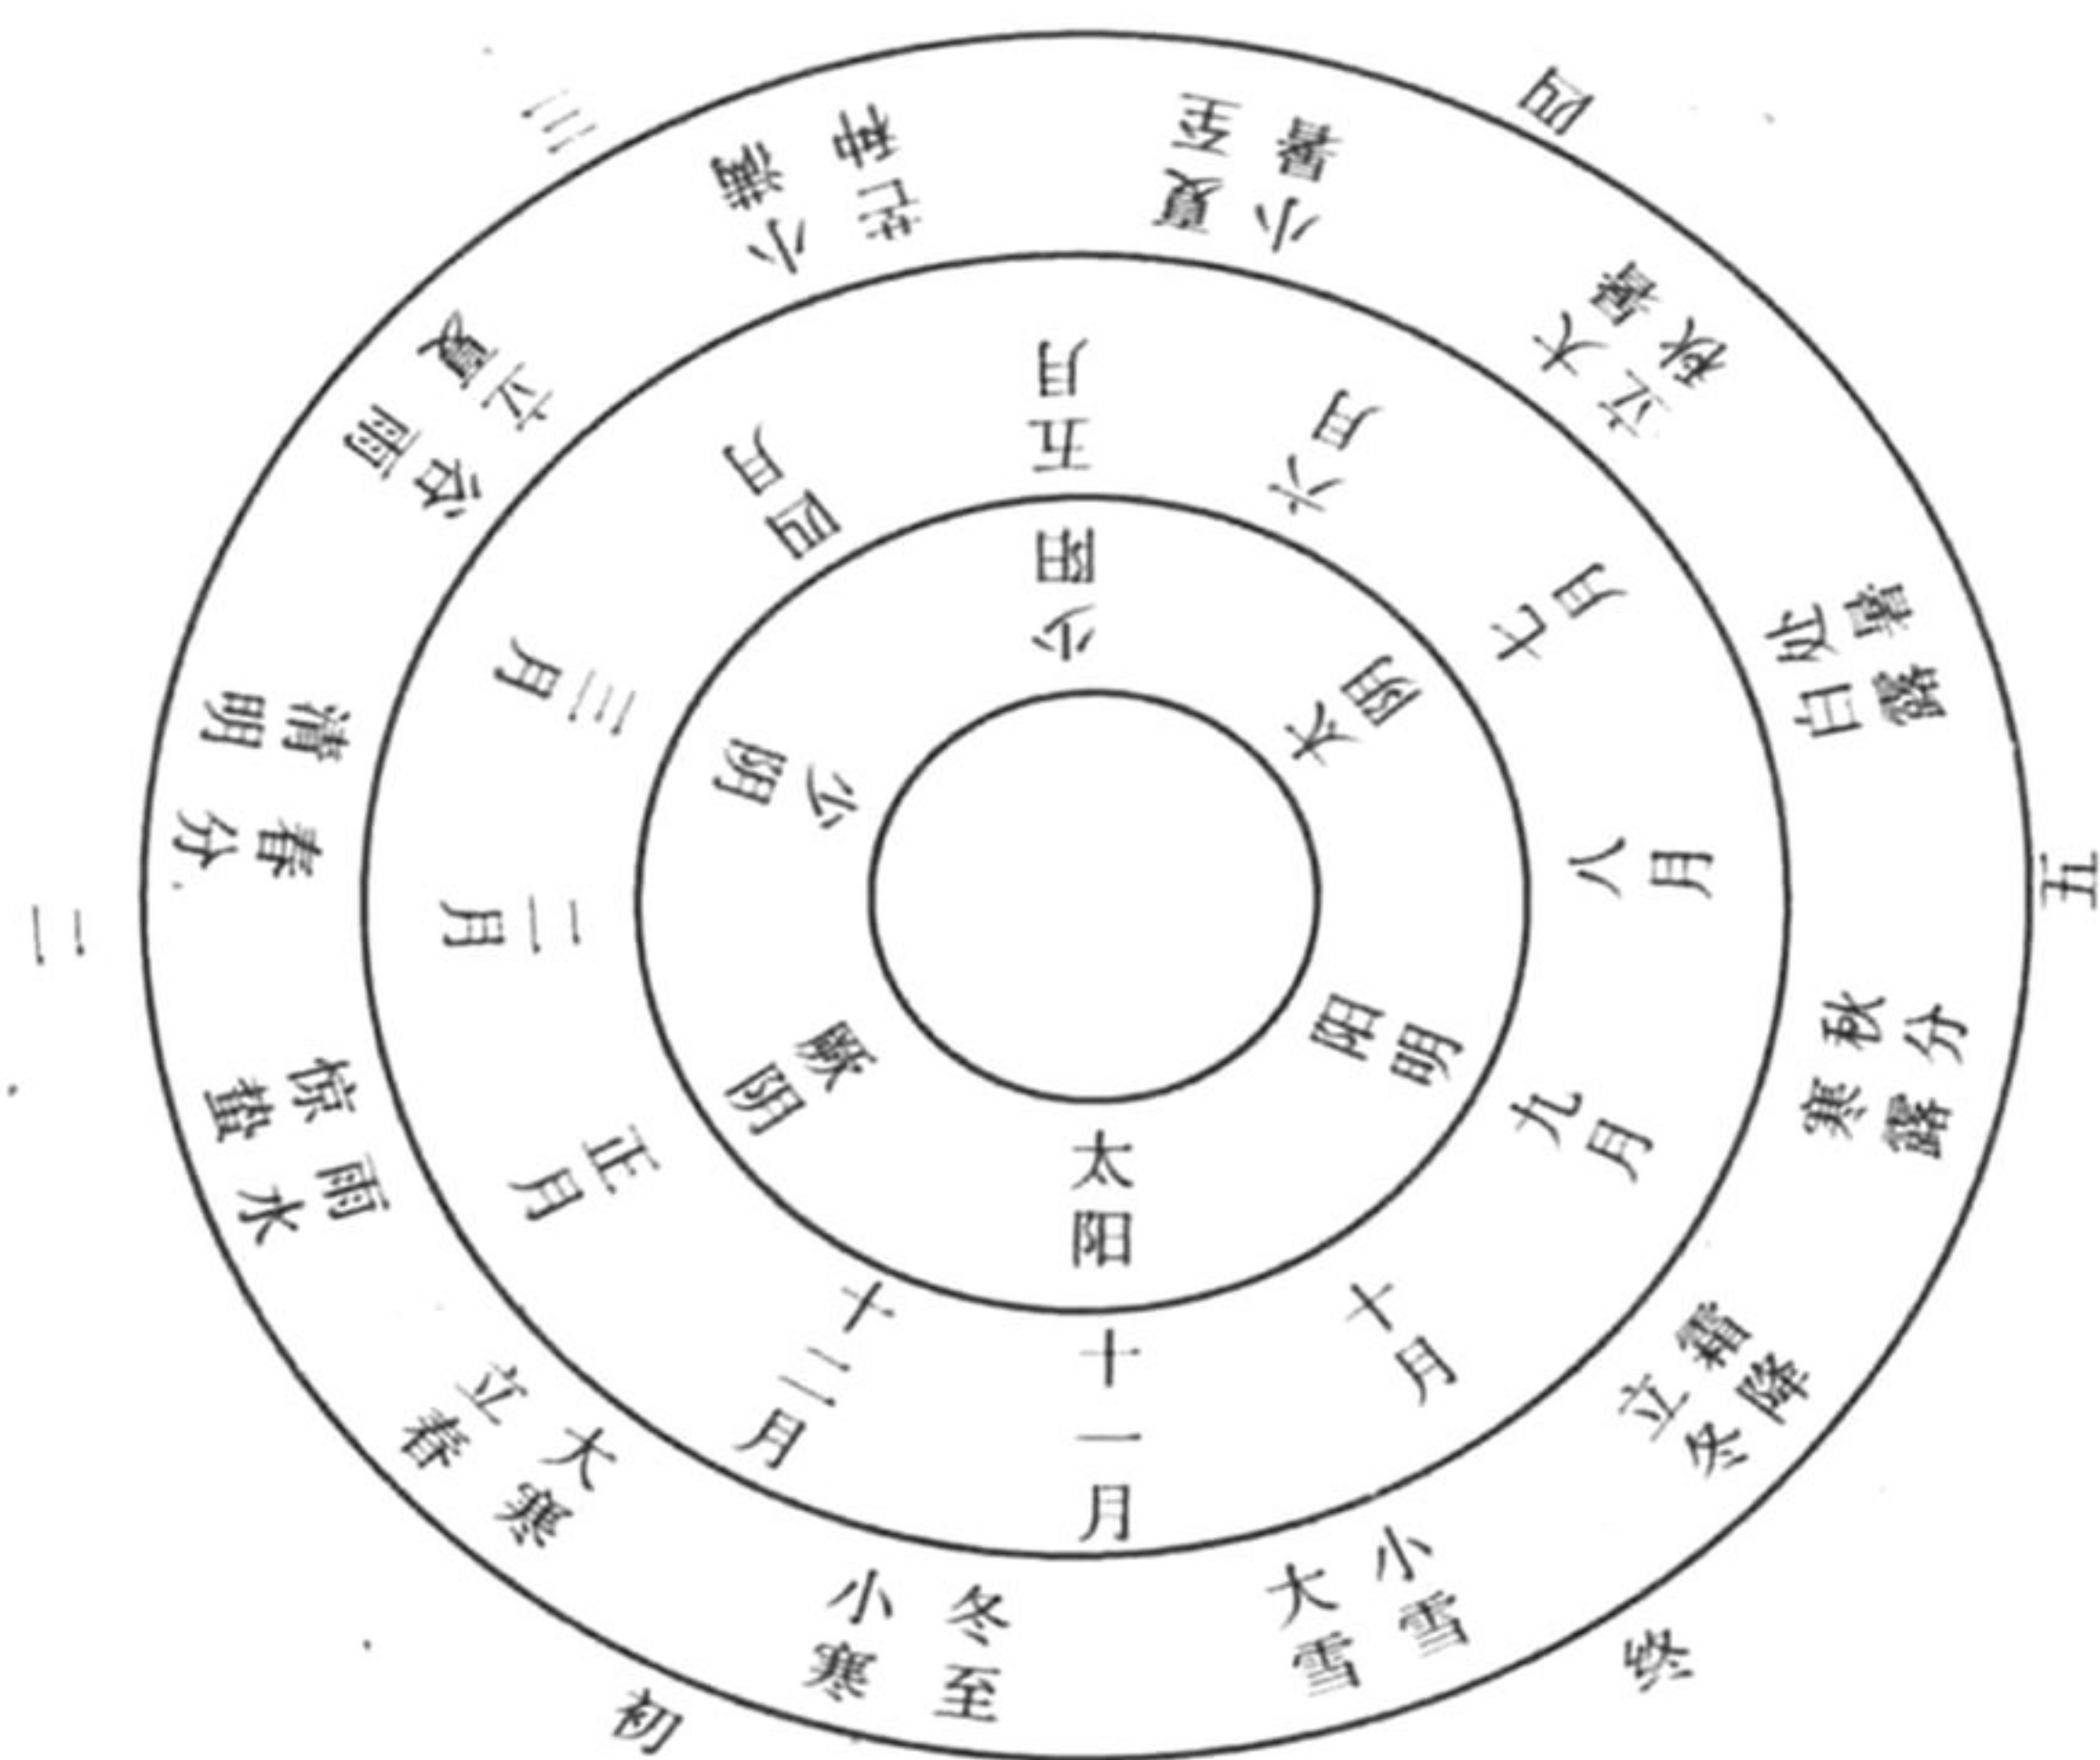 初
二
三
四
五
终
大寒
立春
雨水
惊蛰
春分
清明
谷雨
立夏
小满
芒种
夏至
小暑
大暑
立秋
处暑
白露
秋分
寒露
霜降
立冬
小雪
大雪
冬至
小寒
正月
二月
三月
四月
五月
六月
七月
八月
九月
十月
十一月
十二月
厥阴
少阴
少阳
太阴
阳明
太阳